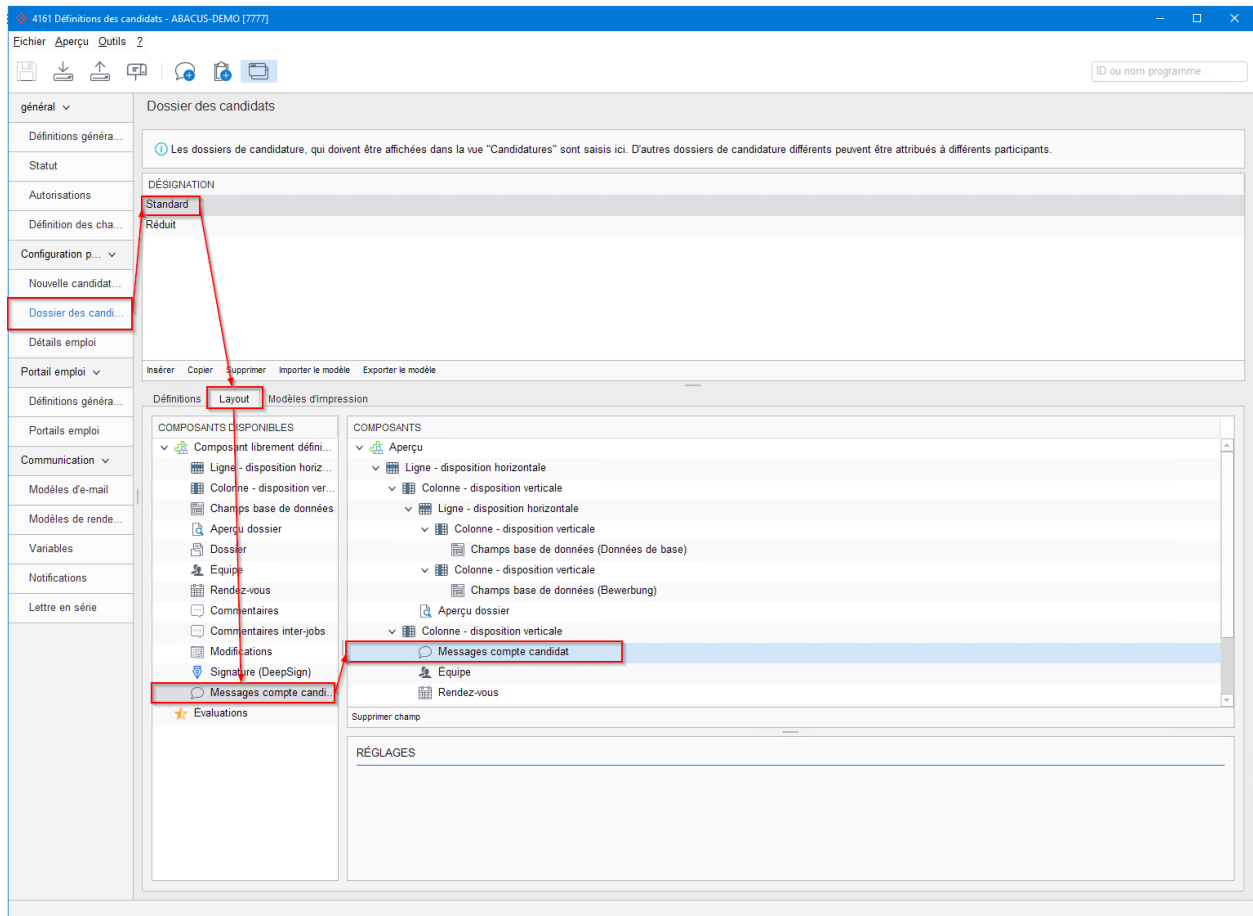 4161 Définitions des candidats - ABACUS-DEMO [7777]
Fichier Aperçu Outils ?
ID ou nom programme
général
Définitions généra...
Statut
Autorisations
Définition des cha...
Configuration p...
Nouvelle candidat...
Dossier des candi...
Détails emploi
Portail emploi
Définitions généra...
Portails emploi
Communication
Modèles d'e-mail
Modèles de rende...
Variables
Notifications
Lettre en série
Dossier des candidats
Les dossiers de candidature, qui doivent être affichées dans la vue "Candidatures" sont saisis ici. D'autres dossiers de candidature différents peuvent être attribués à différents participants.
DÉSIGNATION
Standard
Réduit
Insérer Copier Supprimer Importer le modèle Exporter le modèle
Définitions Layout Modèles d'impression
COMPOSANTS DISPONIBLES
Composant librement défini...
Ligne - disposition horiz...
Colonne - disposition ver...
Champs base de données
Aperçu dossier
Dossier
Équipe
Rendez-vous
Commentaires
Commentaires inter-jobs
Modifications
Signature (DeepSign)
Messages compte candi...
Évaluations
COMPOSANTS
Aperçu
Ligne - disposition horizontale
Colonne - disposition verticale
Ligne - disposition horizontale
Colonne - disposition verticale
Champs base de données (Données de base)
Colonne - disposition verticale
Champs base de données (Bewerbung)
Aperçu dossier
Colonne - disposition verticale
Messages compte candidat
Équipe
Rendez-vous
Supprimer champ
RÉGLAGES